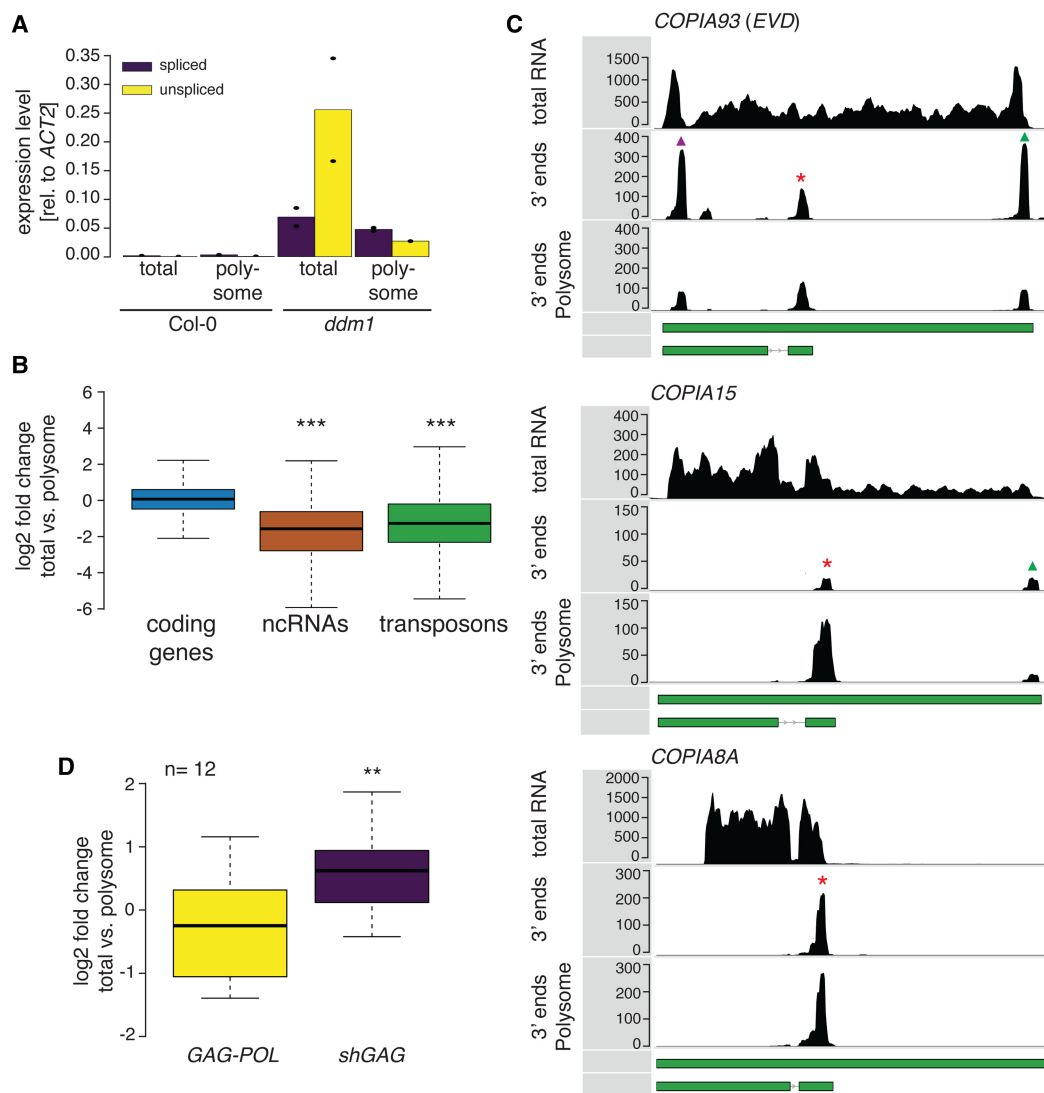 A
expression level
[rel. to ACT2]
0.35
0.30
0.25
0.20
0.15
0.10
0.05
0.00
spliced
unspliced
total
poly-
some
total
poly-
some
Col-0
ddm1
B
log2 fold change
total vs. polysome
6
4
2
0
-2
-4
-6
***
***
coding
genes
ncRNAs
transposons
D
n= 12
log2 fold change
total vs. polysome
2
1
0
-1
-2
**
GAG-POL
shGAG
C
COPIA93 (EVD)
total RNA
1500
1000
500
0
3' ends
400
300
200
100
0
*
3' ends
Polysome
400
300
200
100
0
COPIA15
total RNA
400
300
200
100
0
3' ends
150
100
50
0
*
3' ends
Polysome
150
100
50
0
COPIA8A
total RNA
2000
1500
1000
500
0
3' ends
300
200
100
0
*
3' ends
Polysome
300
200
100
0